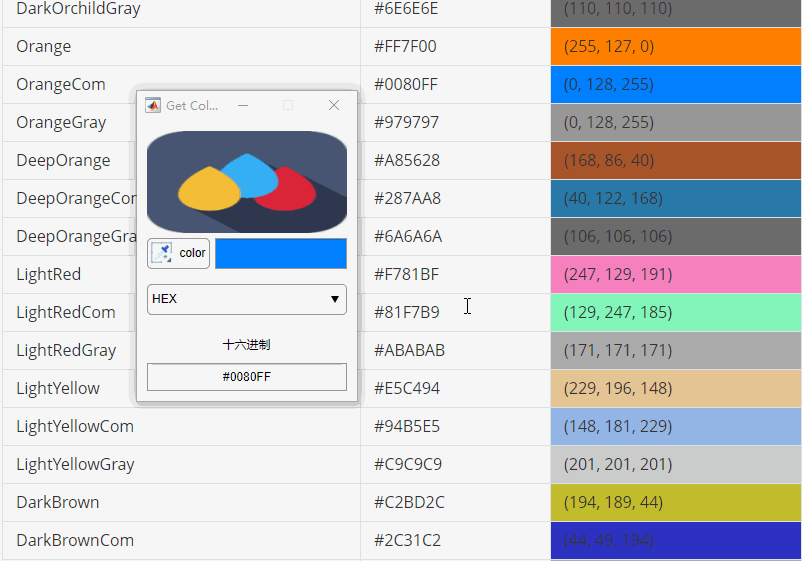 DarkOrchildGray #6E6E6E (110, 110, 110)
Orange #FF7F00 (255, 127, 0)
OrangeCom #0080FF (0, 128, 255)
Get Col...
OrangeGray #979797 (0, 128, 255)
DeepOrange #A85628 (168, 86, 40)
DeepOrangeCor #287AA8 (40, 122, 168)
DeepOrangeGra #6A6A6A (106, 106, 106)
color
LightRed #F781BF (247, 129, 191)
HEX
LightRedCom #81F7B9 (129, 247, 185)
十六进制
LightRedGray #ABABAB (171, 171, 171)
#0080FF
LightYellow #E5C494 (229, 196, 148)
LightYellowCom #94B5E5 (148, 181, 229)
LightYellowGray #C9C9C9 (201, 201, 201)
DarkBrown #C2BD2C (194, 189, 44)
DarkBrownCom #2C31C2 (44, 49, 194)